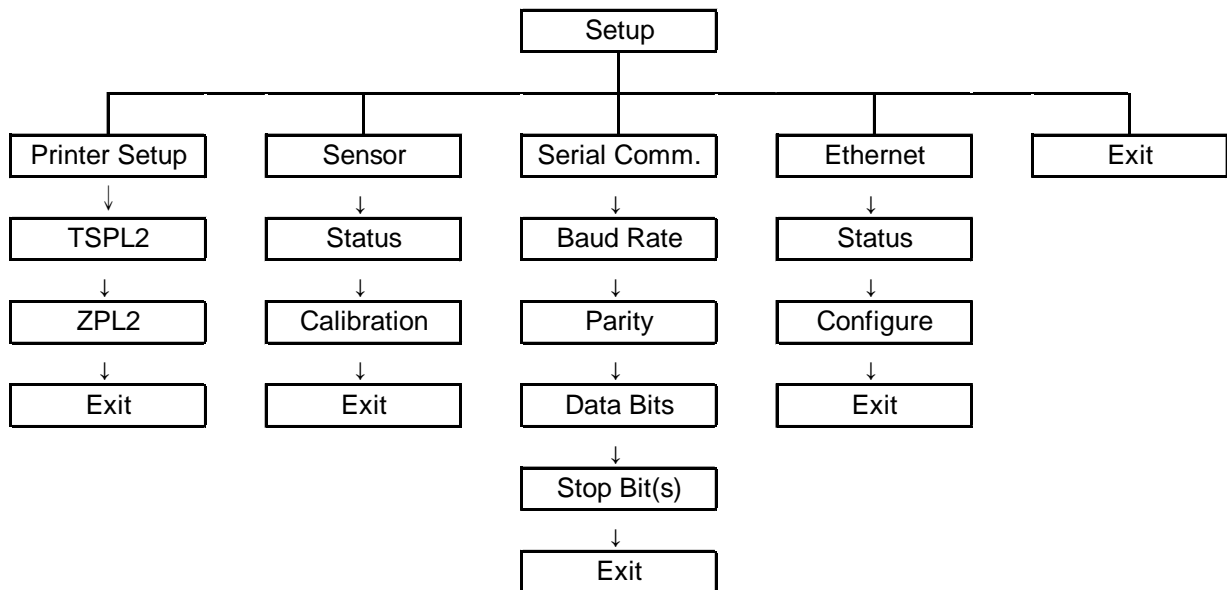 Setup
Printer Setup
Sensor
Serial Comm.
Ethernet
Exit
TSPL2
Status
Baud Rate
Status
ZPL2
Calibration
Parity
Configure
Exit
Exit
Data Bits
Exit
Stop Bit(s)
Exit